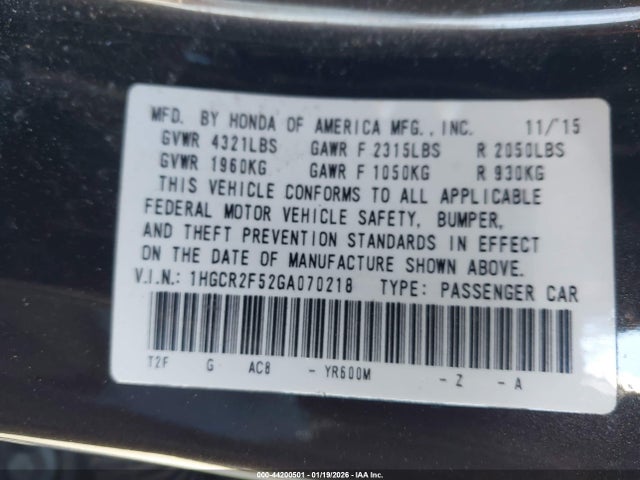 MFD. BY HONDA OF AMERICA MFG., INC. 11/'15
GVWR 4321LBS GAWR F 2315LBS R 2050LBS
GVWR 1960KG GAWR F 1050KG R 930KG
THIS VEHICLE CONFORMS TO ALL APPLICABLE
FEDERAL MOTOR VEHICLE SAFETY, BUMPER,
AND THEFT PREVENTION STANDARDS IN EFFECT
ON THE DATE OF MANUFACTURE SHOWN ABOVE.
V.I.N.: 1HGCR2F52GA070218 TYPE: PASSENGER CAR
T2F G AC8 - YR600M - Z - A
000-44200501 - 01/19/2026 - IAA Inc.